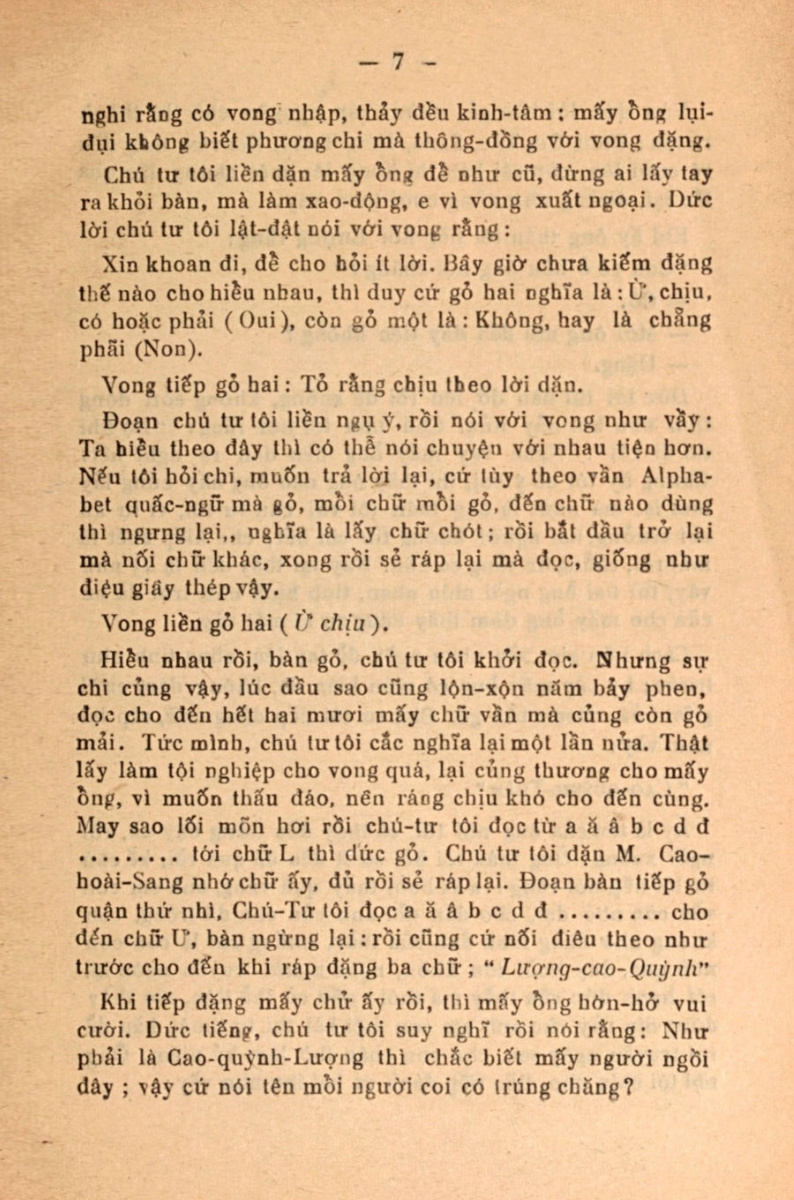 — 7 –
nghi rằng có vong nhập, thảy đều kinh-tâm; mấy ồng lụi-
đụi không biết phương chi mà thông-đồng với vong đặng.
Chú tư tôi liền dặn mấy ồng để như cũ, đừng ai lấy tay
ra khỏi bàn, mà làm xao-động, e vì vong xuất ngoại. Dức
lời chú tư tôi lật-đật nói với vong rằng:
Xin khoan đi, để cho hỏi ít lời. Bây giờ chưa kiếm đặng
thế nào cho hiểu nhau, thì duy cứ gỏ hai nghĩa là: Ừ, chịu,
có hoặc phải (Oui), còn gỏ một là: Không, hay là chẵng
phãi (Non).
Vong tiếp gỏ hai: Tỏ rằng chịu theo lời dặn.
Đoạn chú tư tôi liền ngụ ý, rồi nói với vong như vầy:
Ta hiểu theo đây thì có thể nói chuyện với nhau tiện hơn.
Nếu tôi hỏi chi, muốn trả lời lại, cứ tùy theo vần Alpha-
bet quấc-ngữ mà gỏ, mồi chữ mồi gỏ, đến chữ nào dùng
thì ngưng lại,, nghĩa là lấy chữ chót; rồi bắt đầu trở lại
mà nối chữ khác, xong rồi sẻ ráp lại mà đọc, giống như
điệu giây thép vậy.
Vong liền gỏ hai (Ừ chịu).
Hiểu nhau rồi, bàn gỏ, chú tư tôi khởi đọc. Nhưng sự
chi củng vậy, lúc đầu sao cũng lộn-xộn năm bảy phen,
đọc cho đến hết hai mươi mấy chữ vần mà củng còn gỏ
mải. Tức mình, chú tư tôi cắc nghĩa lại một lần nửa. Thật
lấy làm tội nghiệp cho vong quá, lại củng thương cho mấy
ồng, vì muốn thấu đáo, nên ráng chịu khó cho đến cùng.
May sao lối mõn hơi rồi chú-tư tôi đọc từ a ă â b c d đ
......... tới chữ L thì dức gỏ. Chú tư tôi dặn M. Cao-
hoài-Sang nhớ chữ ấy, đủ rồi sẻ ráp lại. Đoạn bàn tiếp gỏ
quận thứ nhì, Chú-Tư tôi đọc a ă â b c d đ ......... cho
đến chữ Ư, bàn ngừng lại: rồi cũng cứ nối điêu theo như
trước cho đến khi ráp đặng ba chữ; “Lượng-cao-Quỳnh”
Khi tiếp đặng mấy chử ấy rồi, thì mấy ồng hờn-hở vui
cười. Dức tiếng, chú tư tôi suy nghĩ rồi nói rằng: Như
phải là Cao-quỳnh-Lượng thì chắc biết mấy người ngồi
đây; vậy cứ nói tên mồi người coi có trúng chăng?